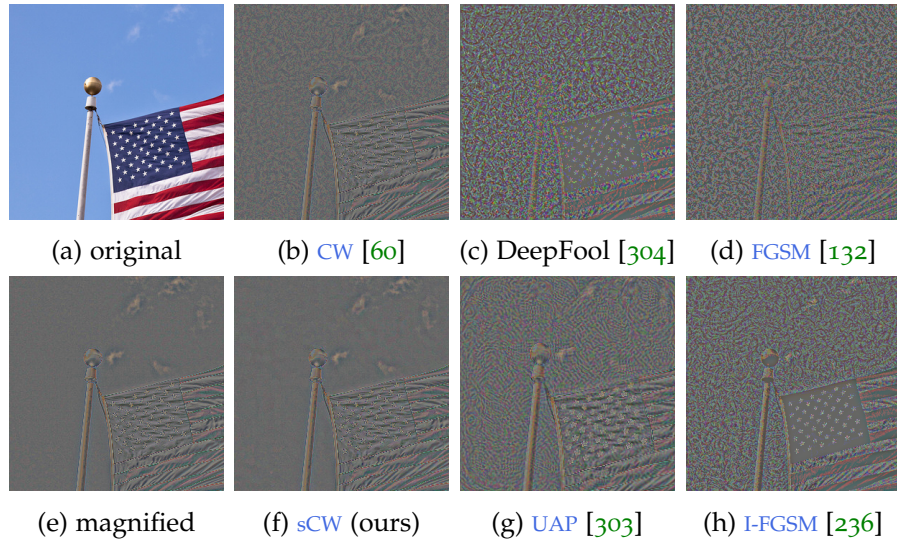 (a) original (b) CW [60] (c) DeepFool [304] (d) FGSM [132]
(e) magnified (f) sCW (ours) (g) UAP [303] (h) I-FGSM [236]